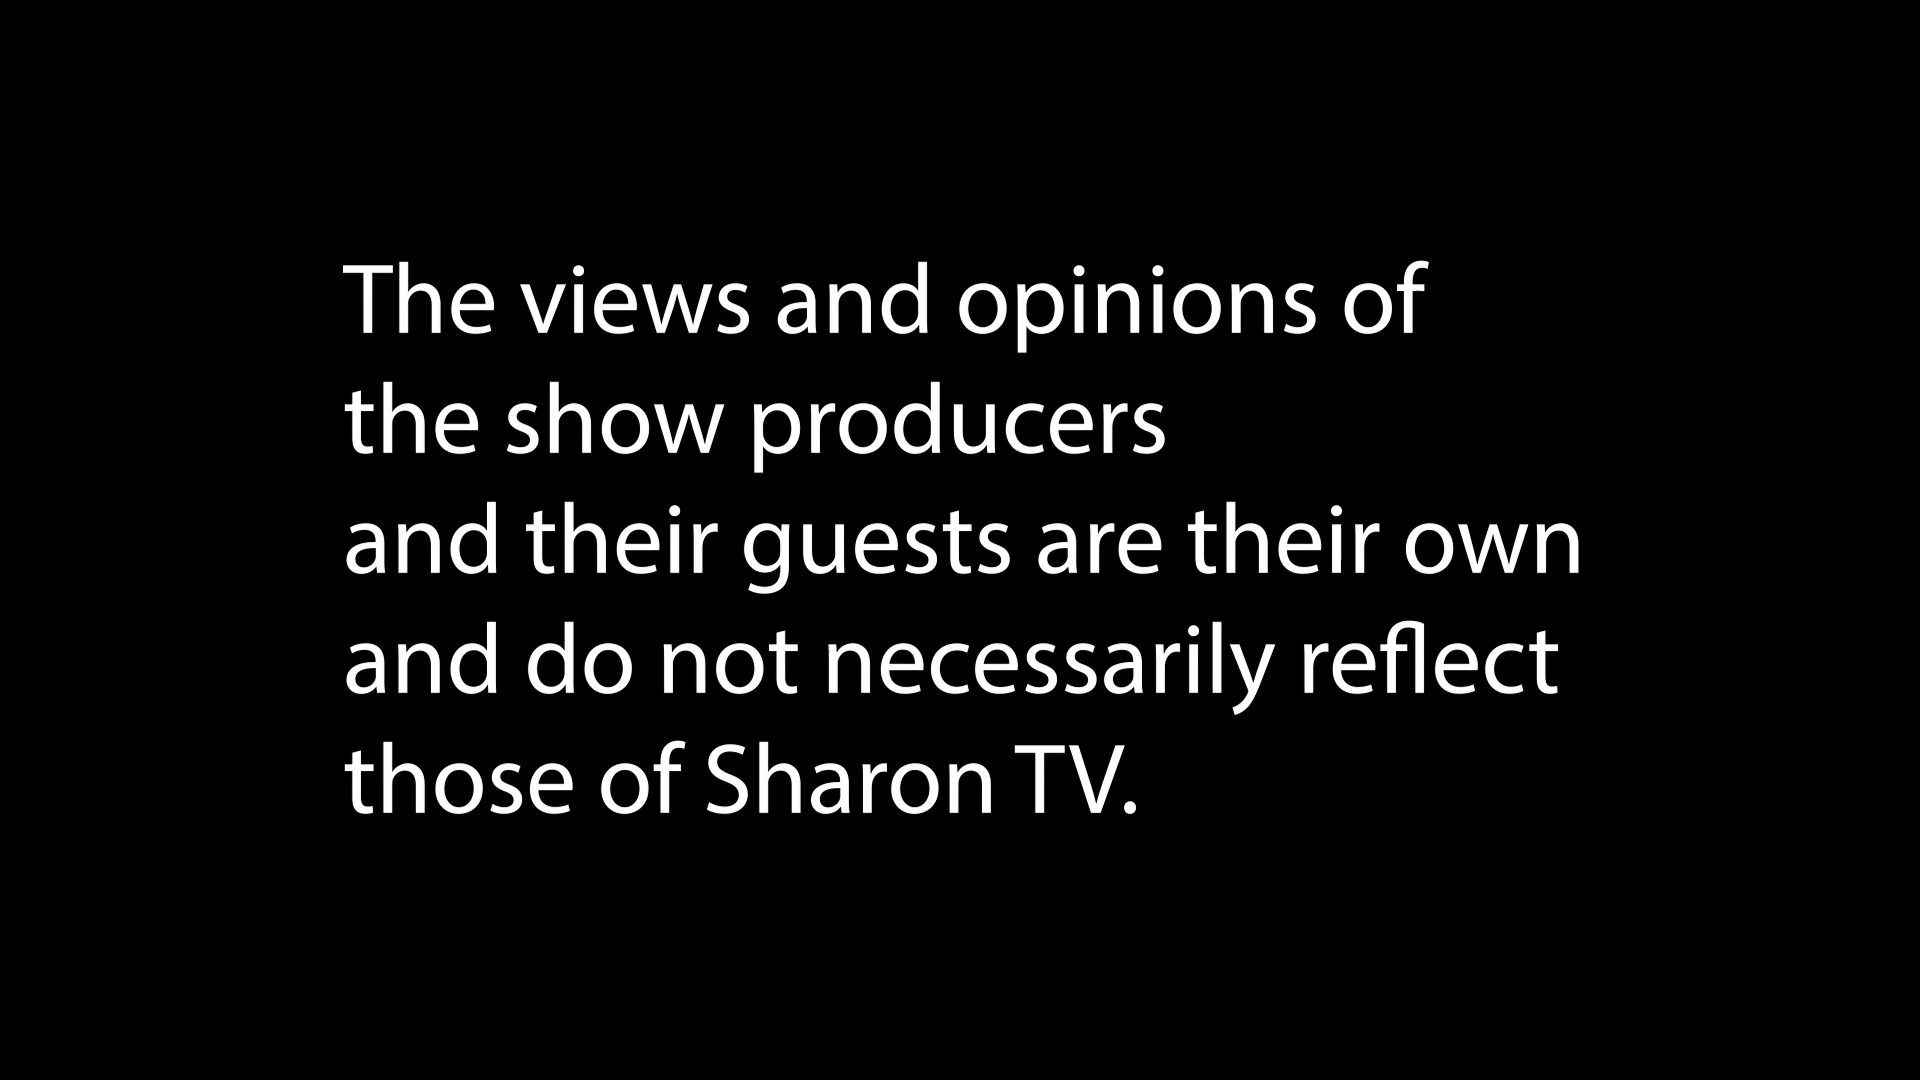 The views and opinions of
the show producers
and their guests are their own
and do not necessarily reflect
those of Sharon TV.